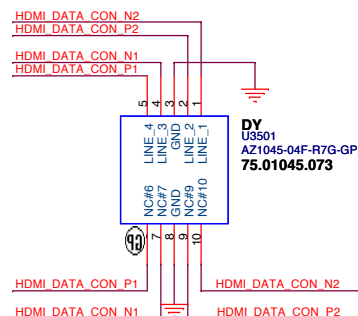 HDMI_DATA_CON_N2
HDMI_DATA_CON_P2
HDMI_DATA_CON_N1
HDMI_DATA_CON_P1
5 4 3 2 1
LINE_4 LINE_3 GND LINE_2 LINE_1
DY
U3501
AZ1045-04F-R7G-GP
75.01045.073
NC#6 NC#7 GND NC#9 NC#10
GP 7 8 9 10
HDMI_DATA_CON_P1 HDMI_DATA_CON_N2
HDMI_DATA_CON_N1 HDMI_DATA_CON_P2